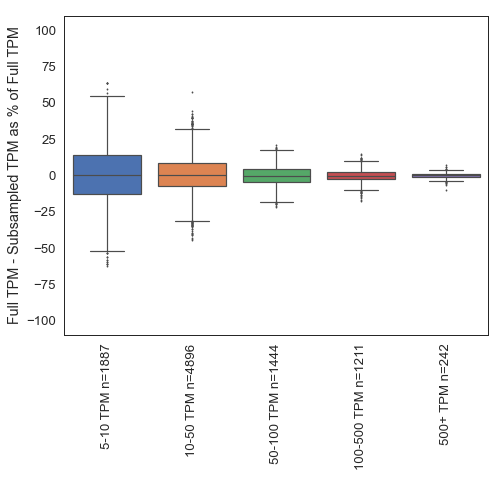 Full TPM - Subsampled TPM as % of Full TPM
100
75
50
25
0
−25
−50
−75
−100
5-10 TPM n=1887
10-50 TPM n=4896
50-100 TPM n=1444
100-500 TPM n=1211
500+ TPM n=242